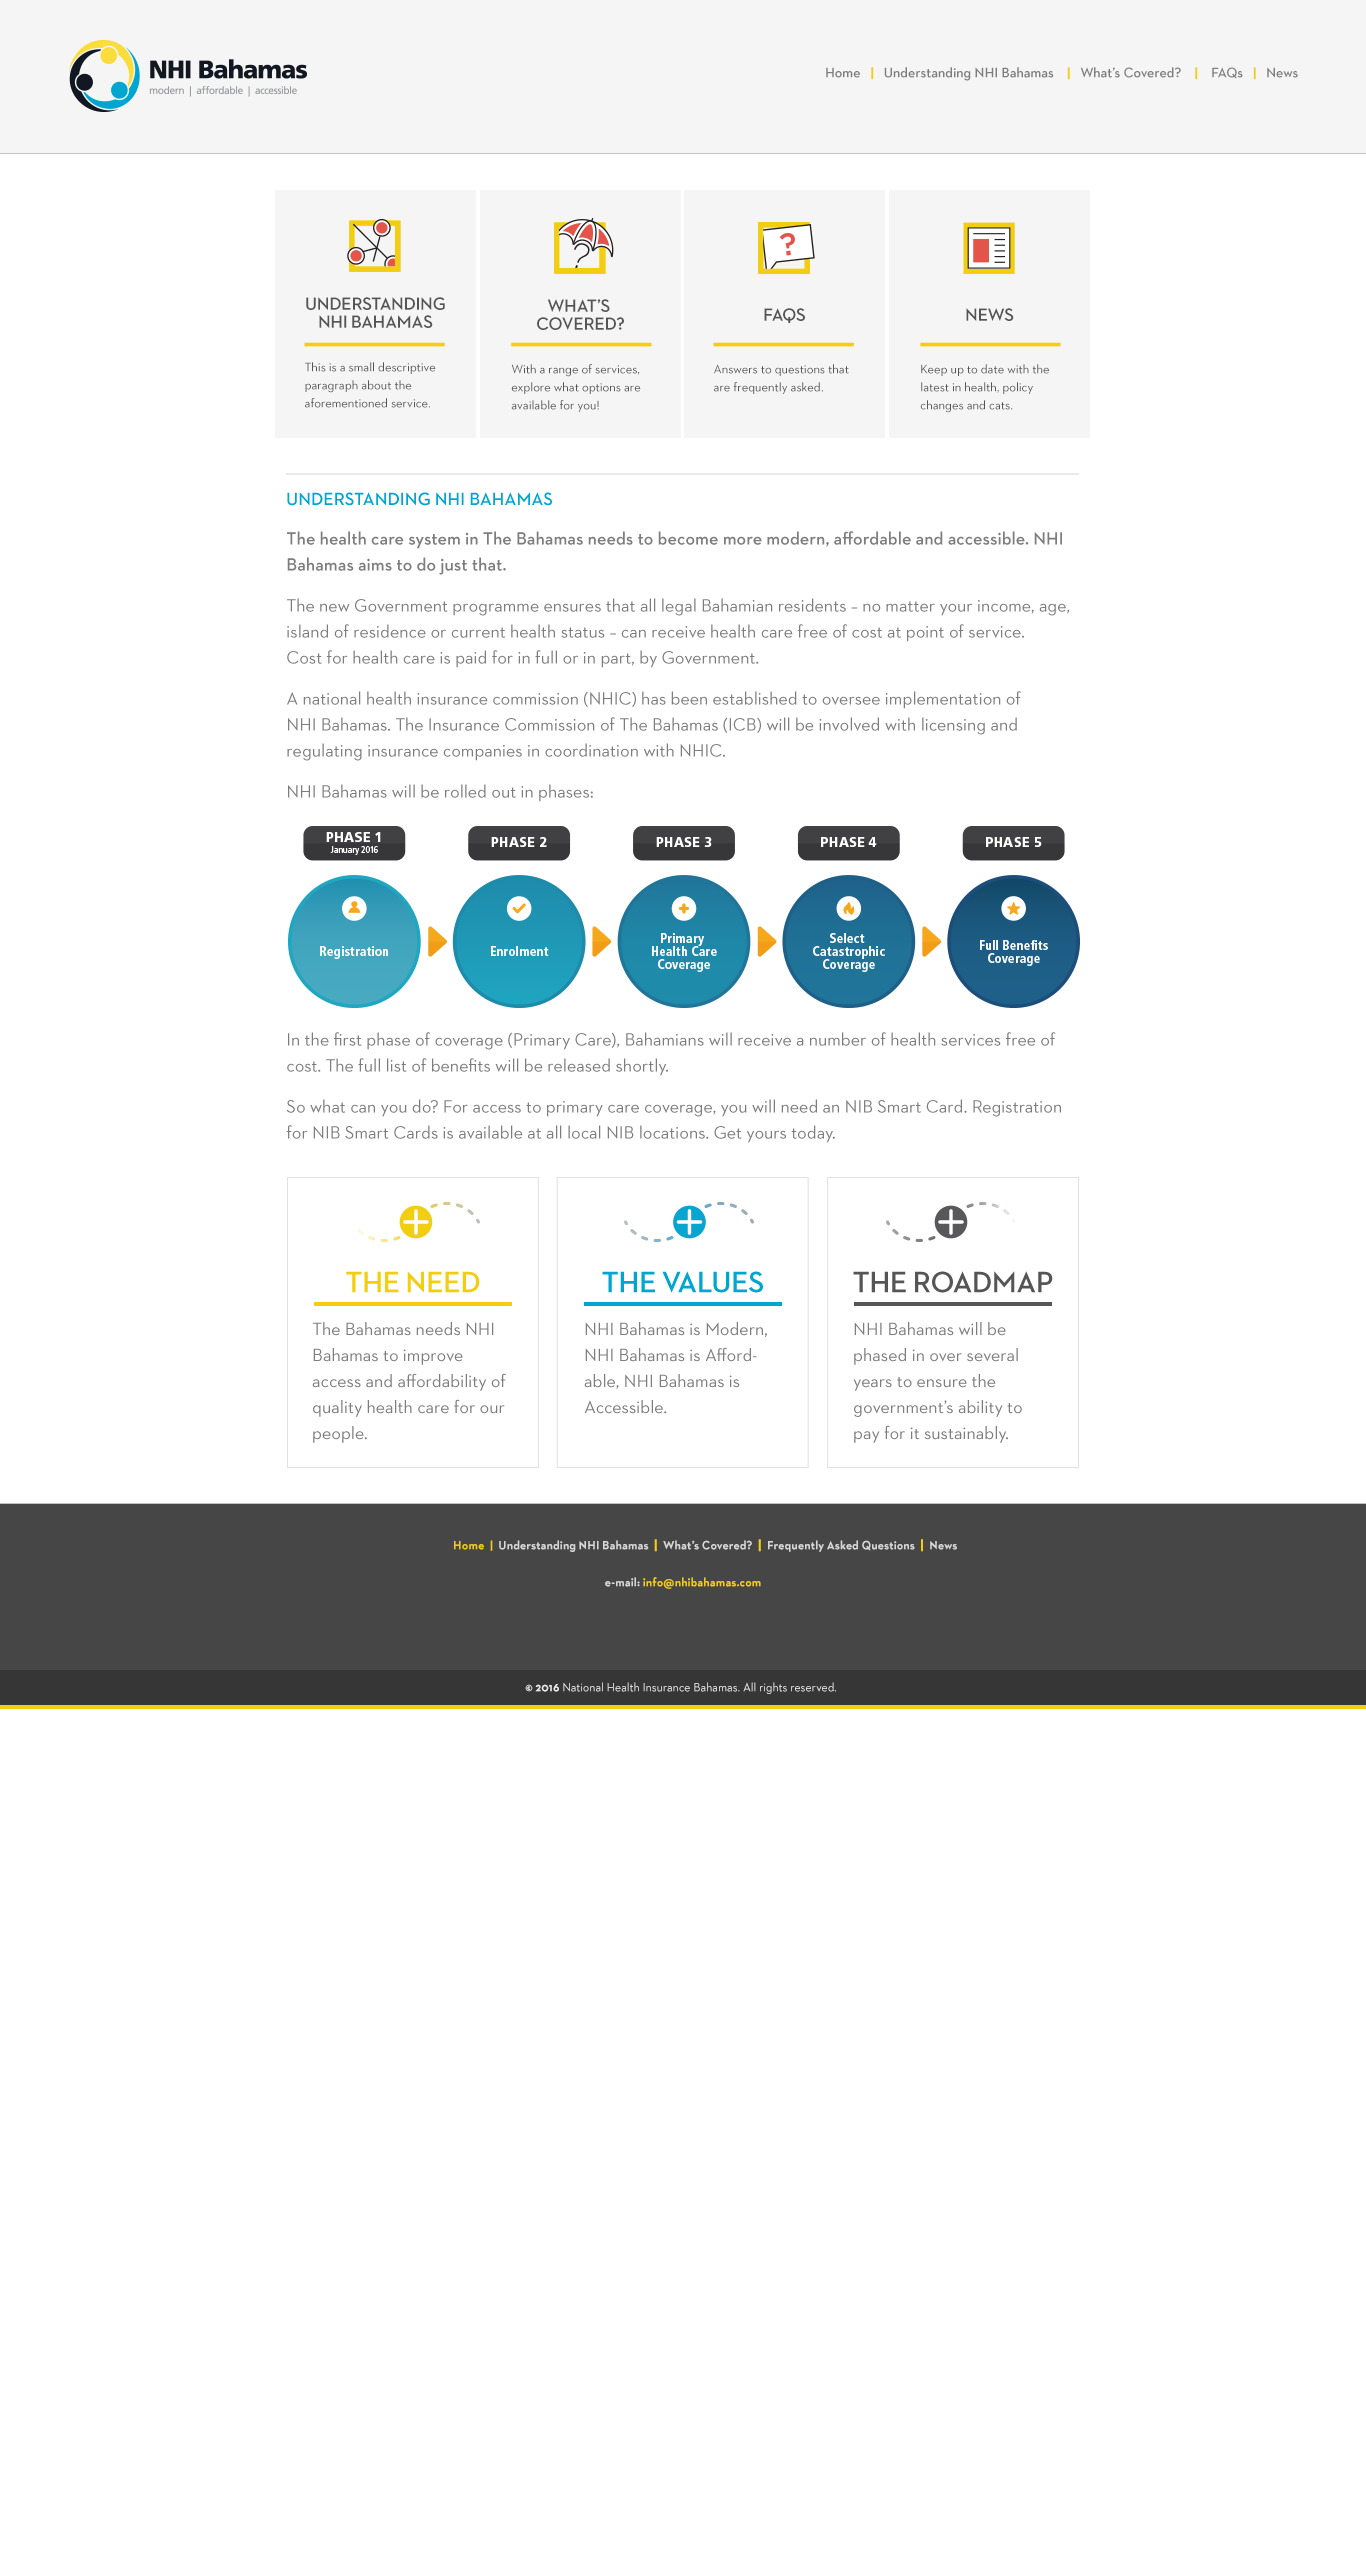 NHI Bahamas
modern | affordable | accessible
Home | Understanding NHI Bahamas | What's Covered? | FAQs | News
UNDERSTANDING
NHI BAHAMAS
This is a small descriptive
paragraph about the
aforementioned service.
WHAT'S
COVERED?
With a range of services,
explore what options are
available for you!
?
FAQS
Answers to questions that
are frequently asked.
NEWS
Keep up to date with the
latest in health, policy
changes and cats.
UNDERSTANDING NHI BAHAMAS
The health care system in The Bahamas needs to become more modern, affordable and accessible. NHI
Bahamas aims to do just that.
The new Government programme ensures that all legal Bahamian residents – no matter your income, age,
island of residence or current health status – can receive health care free of cost at point of service.
Cost for health care is paid for in full or in part, by Government.
A national health insurance commission (NHIC) has been established to oversee implementation of
NHI Bahamas. The Insurance Commission of The Bahamas (ICB) will be involved with licensing and
regulating insurance companies in coordination with NHIC.
NHI Bahamas will be rolled out in phases:
PHASE 1
January 2016
PHASE 2
PHASE 3
PHASE 4
PHASE 5
Registration
Enrolment
Primary
Health Care
Coverage
Select
Catastrophic
Coverage
Full Benefits
Coverage
In the first phase of coverage (Primary Care), Bahamians will receive a number of health services free of
cost. The full list of benefits will be released shortly.
So what can you do? For access to primary care coverage, you will need an NIB Smart Card. Registration
for NIB Smart Cards is available at all local NIB locations. Get yours today.
THE NEED
The Bahamas needs NHI
Bahamas to improve
access and affordability of
quality health care for our
people.
THE VALUES
NHI Bahamas is Modern,
NHI Bahamas is Afford-
able, NHI Bahamas is
Accessible.
THE ROADMAP
NHI Bahamas will be
phased in over several
years to ensure the
government's ability to
pay for it sustainably.
Home | Understanding NHI Bahamas | What's Covered? | Frequently Asked Questions | News
e-mail: info@nhibahamas.com
© 2016 National Health Insurance Bahamas. All rights reserved.